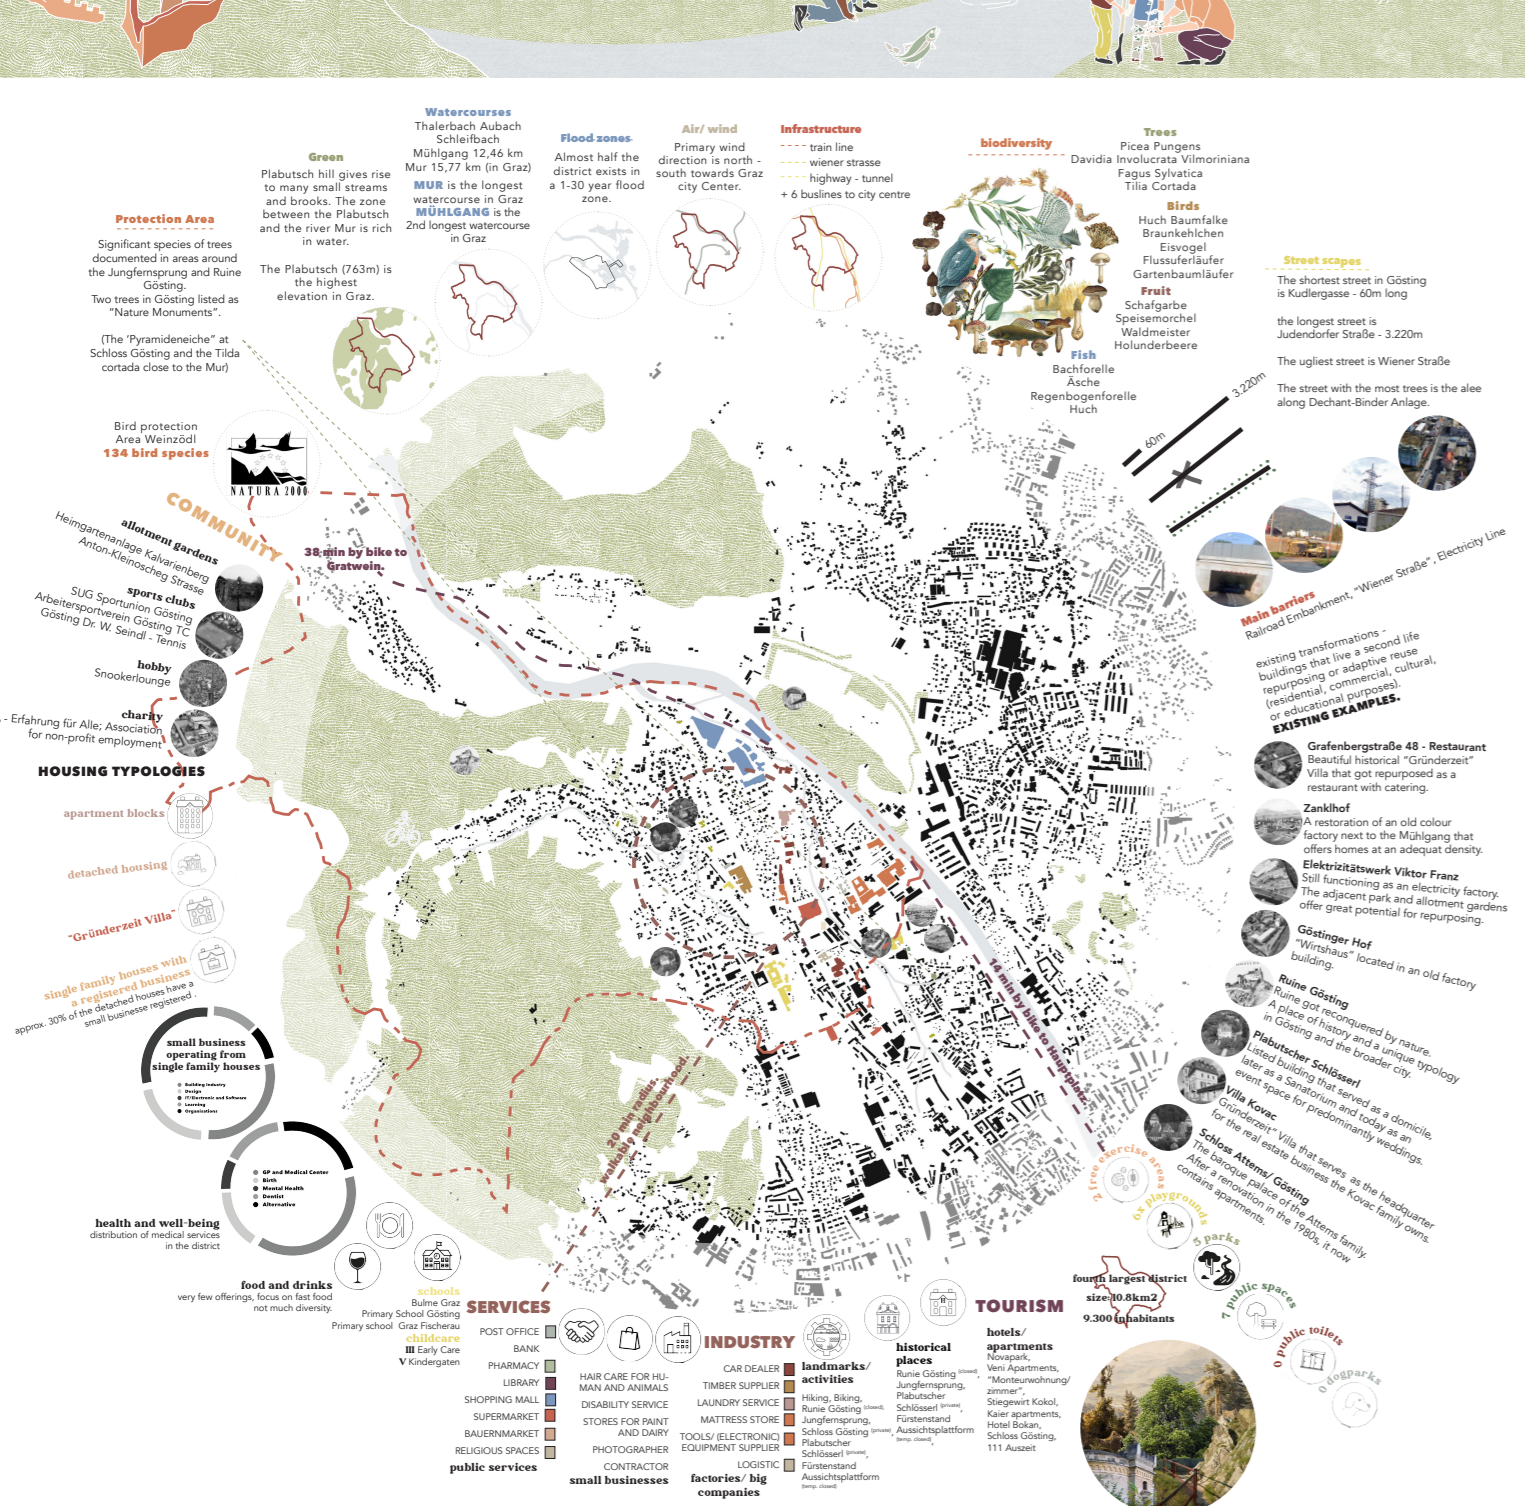 Watercourses
Thalerbach Aubach
Schleifbach
Mühlgang 12,46 km
Mur 15,77 km (in Graz)
MUR is the longest
watercourse in Graz
MÜHLGANG is the
2nd longest watercourse
in Graz
Flood zones
Almost half the
district exists in
a 1-30 year flood
zone.
Air/ wind
Primary wind
direction is north -
south towards Graz
city Center.
Infrastructure
train line
wiener strasse
highway - tunnel
+ 6 buslines to city centre
biodiversity
Trees
Picea Pungens
Davidia Involucrata Vilmoriniana
Fagus Sylvatica
Tilia Cortada
Birds
Huch Baumfalke
Braunkehlchen
Eisvogel
Flussuferläufer
Gartenbaumläufer
Fruit
Schafgarbe
Speisemorchel
Waldmeister
Holunderbeere
Fish
Bachforelle
Äsche
Regenbogenforelle
Huch
Green
Plabutsch hill gives rise
to many small streams
and brooks. The zone
between the Plabutsch
and the river Mur is rich
in water.
The Plabutsch (763m) is
the highest
elevation in Graz.
Protection Area
Significant species of trees
documented in areas around
the Jungfernsprung and Ruine
Gösting.
Two trees in Gösting listed as
"Nature Monuments".
(The 'Pyramideneiche" at
Schloss Gösting and the Tilda
cortada close to the Mur)
Street scapes
The shortest street in Gösting
is Kudlergasse - 60m long
the longest street is
Judendorfer Straße - 3.220m
The ugliest street is Wiener Straße
The street with the most trees is the alee
along Dechant-Binder Anlage.
60m
3.220m
Bird protection
Area Weinzödl
134 bird species
NATURA 2000
COMMUNITY
allotment gardens
Heimgartenanlage Kalvarienberg
Anton-Kleinoscheg Strasse
sports clubs
SUG Sportunion Gösting
Arbeitersportverein Gösting TC
Gösting Dr. W. Seindl - Tennis
hobby
Snookerlounge
charity
- Erfahrung für Alle; Association
for non-profit employment
38 min by bike to
Gratwein.
14 min by bike to Hauptplatz.
20 min radius.
walkable neighbourhood.
Main barriers
Railroad Embankment, "Wiener Straße", Electricity Line
existing transformations -
buildings that live a second life
repurposing or adaptive reuse
(residential, commercial, cultural,
or educational purposes).
EXISTING EXAMPLES.
Grafenbergstraße 48 - Restaurant
Beautiful historical "Gründerzeit"
Villa that got repurposed as a
restaurant with catering.
Zanklhof
A restoration of an old colour
factory next to the Mühlgang that
offers homes at an adequat density.
Elektrizitätswerk Viktor Franz
Still functioning as an electricity factory.
The adjacent park and allotment gardens
offer great potential for repurposing.
Göstinger Hof
"Wirtshaus" located in an old factory
building.
Ruine Gösting
Ruine got reconquered by nature.
A place of history and a unique typology
in Gösting and the broader city.
Plabutscher Schlösserl
Listed building that served as a domicile,
later as a Sanatorium and today as an
event space for predominantly weddings.
Villa Kovac
Gründerzeit" Villa that serves as the headquarter
for the real estate business the Kovac family owns.
Schloss Attems/ Gösting
The baroque palace of the Attems family.
After a renovation in the 1980s, it now
contains apartments.
HOUSING TYPOLOGIES
apartment blocks
detached housing
"Gründerzeit Villa"
single family houses with
a registered business
approx. 30% of the detached houses have a
small businesse registered .
small business
operating from
single family houses
Building Industry
Design
IT/Electronic and Software
Learning
Organisations
GP and Medical Center
Birth
Mental Health
Dentist
Alternative
health and well-being
distribution of medical services
in the district
food and drinks
very few offerings, focus on fast food
not much diversity.
schools
Bulme Graz
Primary School Gösting
Primary school Graz Fischerau
childcare
III Early Care
V Kindergaten
SERVICES
POST OFFICE
BANK
PHARMACY
LIBRARY
SHOPPING MALL
SUPERMARKET
BAUERNMARKET
RELIGIOUS SPACES
public services
HAIR CARE FOR HU-
MAN AND ANIMALS
DISABILITY SERVICE
STORES FOR PAINT
AND DAIRY
PHOTOGRAPHER
CONTRACTOR
small businesses
INDUSTRY
CAR DEALER
TIMBER SUPPLIER
LAUNDRY SERVICE
MATTRESS STORE
TOOLS/ (ELECTRONIC)
EQUIPMENT SUPPLIER
LOGISTIC
factories/ big
companies
landmarks/
activities
Hiking, Biking,
Runie Gösting (closed),
Jungfernsprung,
Schloss Gösting (private),
Plabutscher
Schlösserl (private),
Fürstenstand
Aussichtsplattform
(temp. closed)
historical
places
Runie Gösting (closed),
Jungfernsprung,
Plabutscher
Schlösserl (private),
Fürstenstand
Aussichtsplattform
(temp. closed),
TOURISM
hotels/
apartments
Novapark,
Veni Apartments,
"Monteurwohnung/
zimmer",
Stiegewirt Kokol,
Kaier apartments,
Hotel Bokan,
Schloss Gösting,
111 Auszeit
fourth largest district
size:10.8km2
9.300 inhabitants
2 free exercise areas
6x playgrounds
5 parks
7 public spaces
0 public toilets
0 dogparks